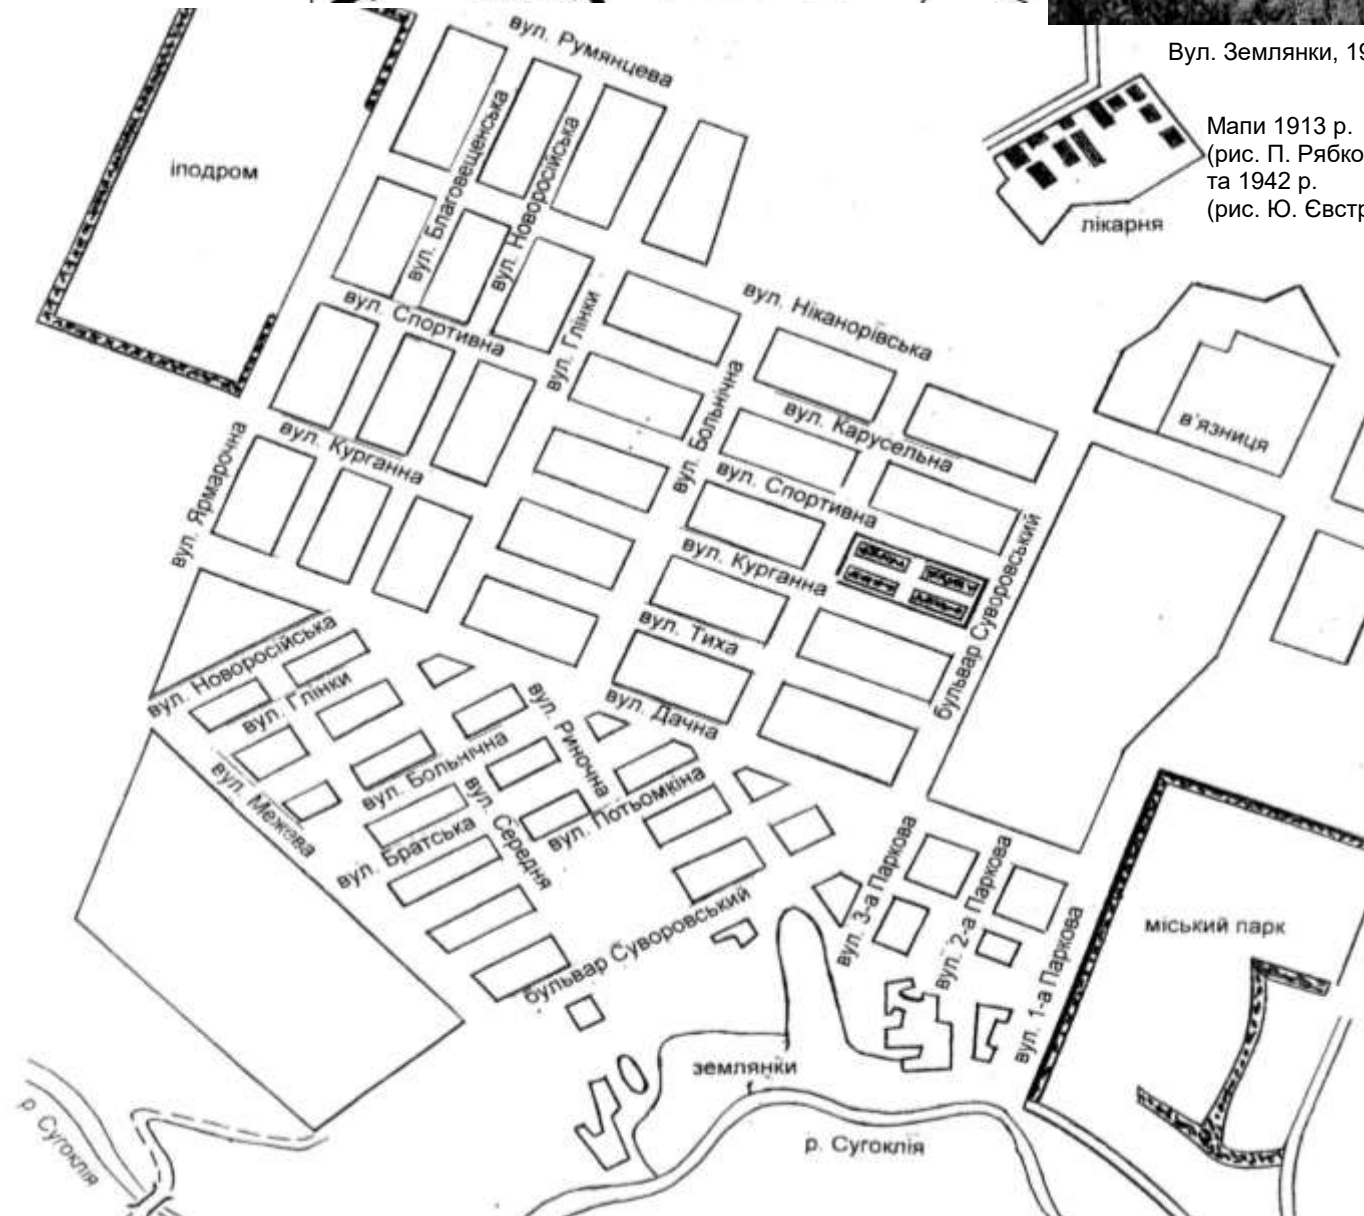 вул. Румянцева
Вул. Землянки, 19
Мапи 1913 р.
(рис. П. Рябко
та 1942 р.
(рис. Ю. Євстр
лікарня
іподром
вул. Благовещенська
вул. Новоросійська
вул. Спортивна
вул. Глінки
вул. Ніканорівська
вул. Больнічна
вул. Карусельна
в'язниця
вул. Курганна
вул. Ярмарочна
вул. Спортивна
вул. Курганна
бульвар Суворовський
вул. Тиха
вул. Дачна
вул. Новоросійська
вул. Глінки
вул. Межова
вул. Больнічна
вул. Риночна
вул. Середня
вул. Потьомкіна
вул. Братська
бульвар Суворовський
вул. 3-а Паркова
вул. 2-а Паркова
вул. 1-а Паркова
міський парк
землянки
р. Сугоклія
р. Сугоклія